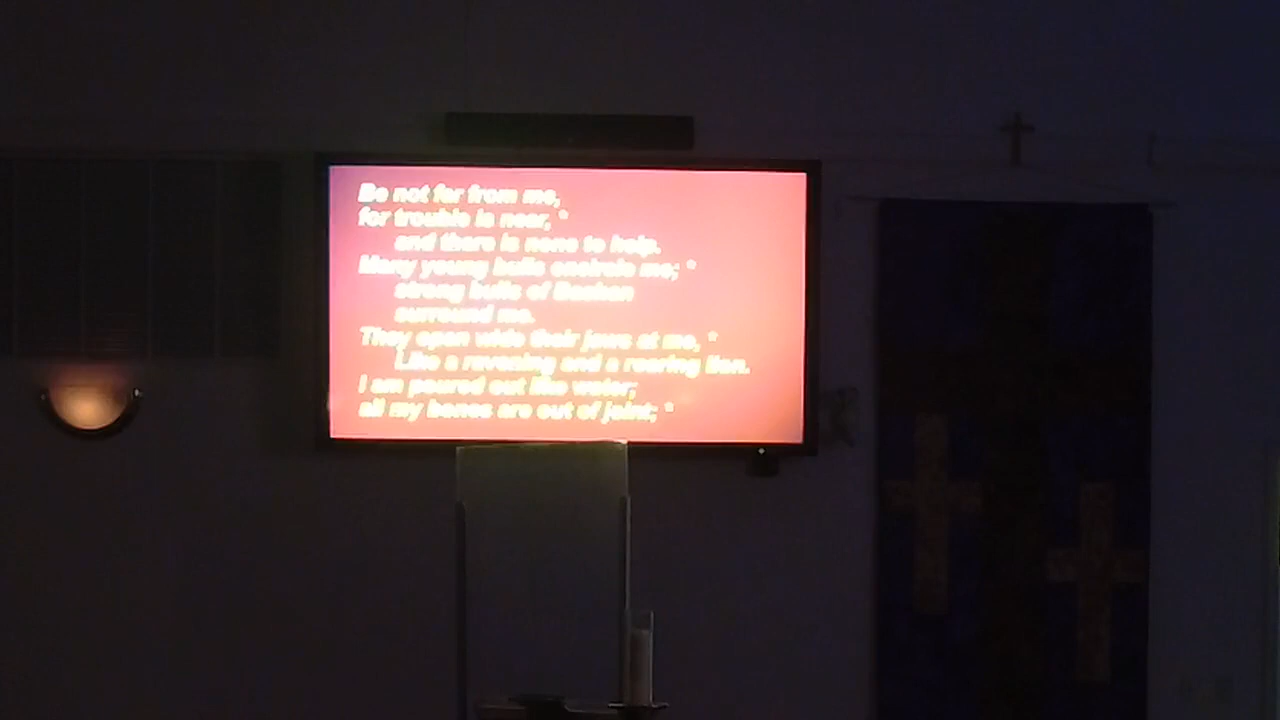 Be not far from me,
for trouble is near, *
and there is none to help.
Many young bulls encircle me; *
strong bulls of Bashan
surround me.
They open wide their jaws at me, *
Like a ravening and a roaring lion.
I am poured out like water;
all my bones are out of joint; *